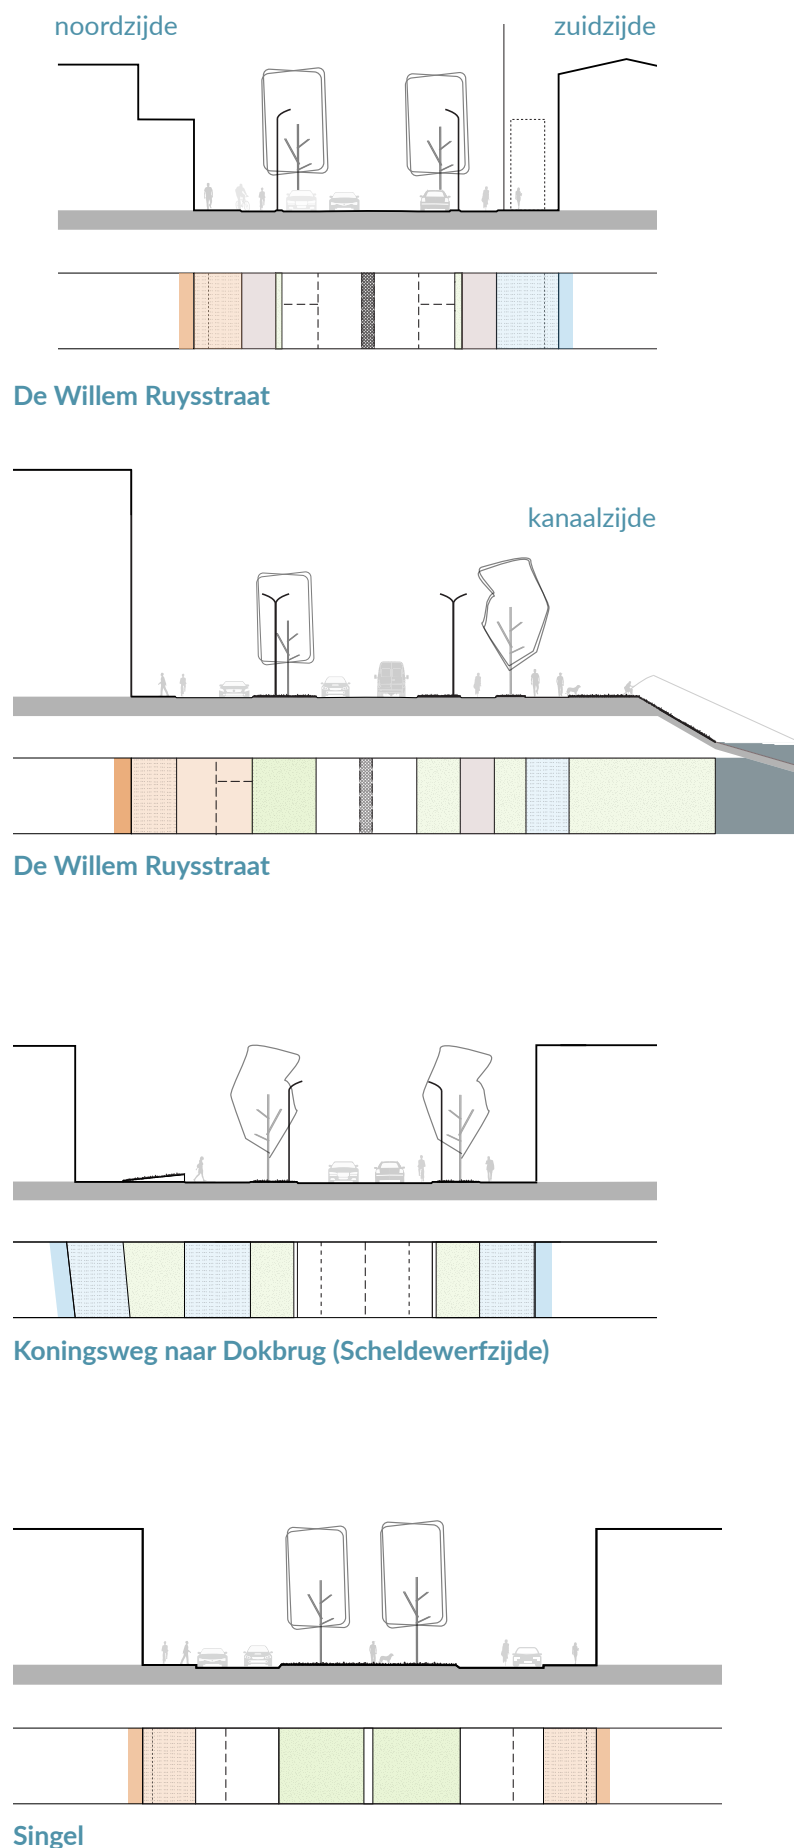 noordzijde
zuidzijde
De Willem Ruysstraat
kanaalzijde
De Willem Ruysstraat
Koningsweg naar Dokbrug (Scheldewerfzijde)
Singel